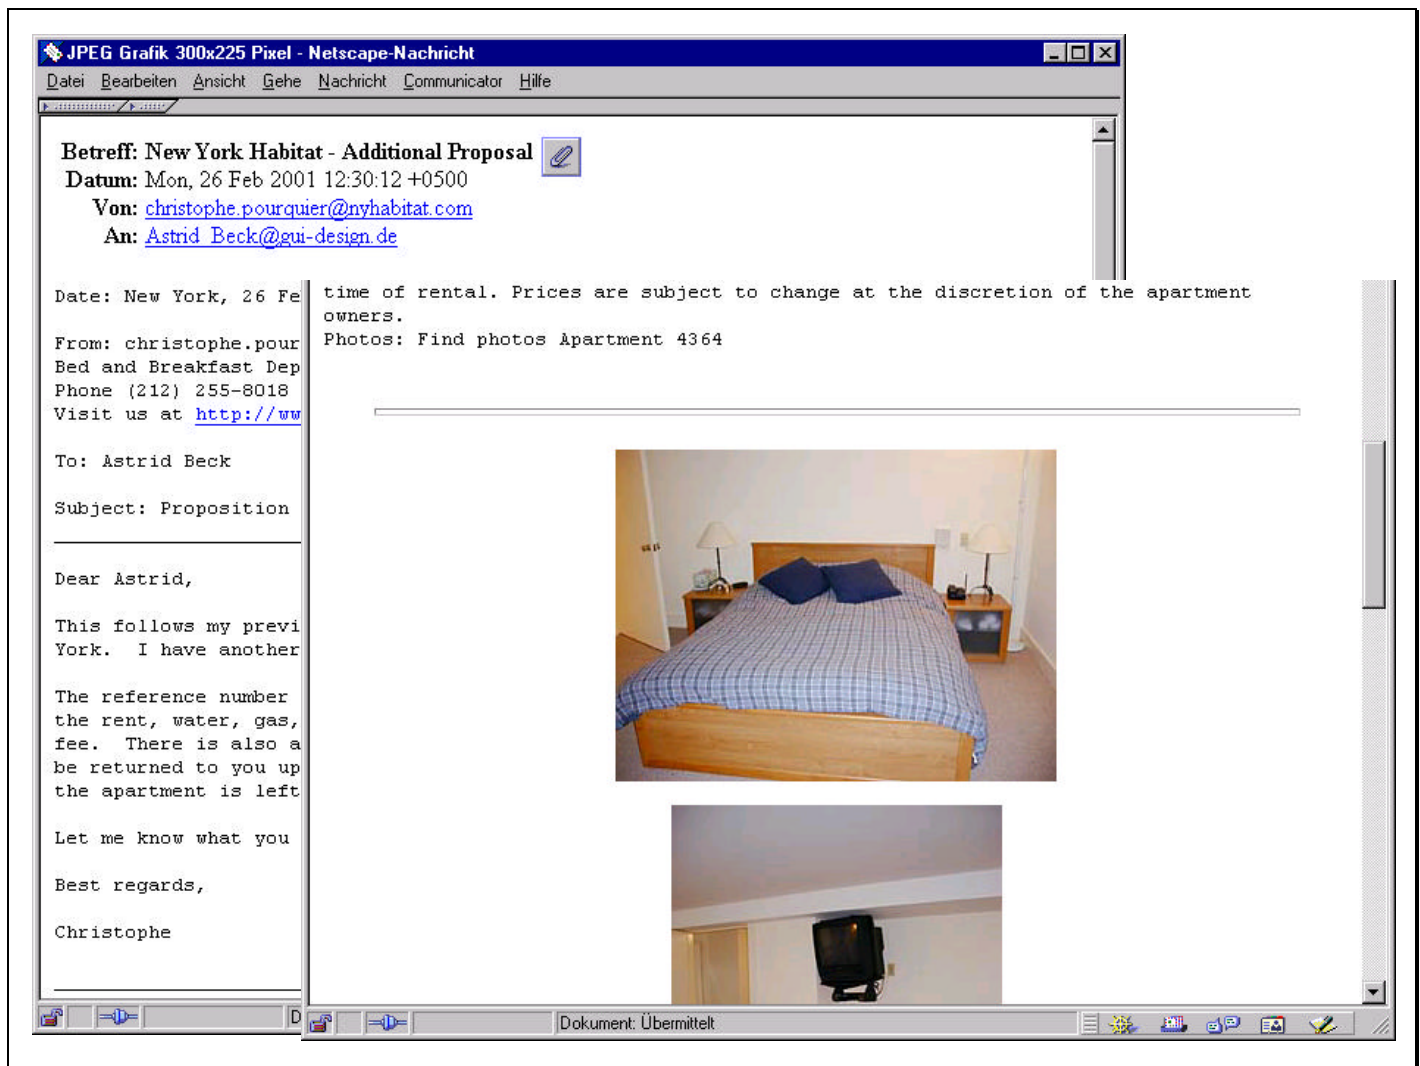 JPEG Grafik 300x225 Pixel - Netscape-Nachricht
Datei Bearbeiten Ansicht Gehe Nachricht Communicator Hilfe
Betreff: New York Habitat - Additional Proposal
Datum: Mon, 26 Feb 2001 12:30:12 +0500
Von: christophe.pourquier@nyhabitat.com
An: Astrid_Beck@gui-design.de
Date: New York, 26 Fe
From: christophe.pour
Bed and Breakfast Dep
Phone (212) 255-8018
Visit us at http://ww
To: Astrid Beck
Subject: Proposition
Dear Astrid,
This follows my previ
York. I have another
The reference number
the rent, water, gas,
fee. There is also a
be returned to you up
the apartment is left
Let me know what you
Best regards,
Christophe
D
time of rental. Prices are subject to change at the discretion of the apartment
owners.
Photos: Find photos Apartment 4364
Dokument: Übermittelt